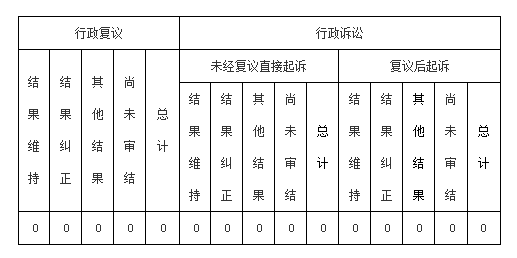 行政复议 行政诉讼
未经复议直接起诉 复议后起诉
结果维持 结果纠正 其他结果 尚未审结 总计 结果维持 结果纠正 其他结果 尚未审结 总计 结果维持 结果纠正 其他结果 尚未审结 总计
0 0 0 0 0 0 0 0 0 0 0 0 0 0 0